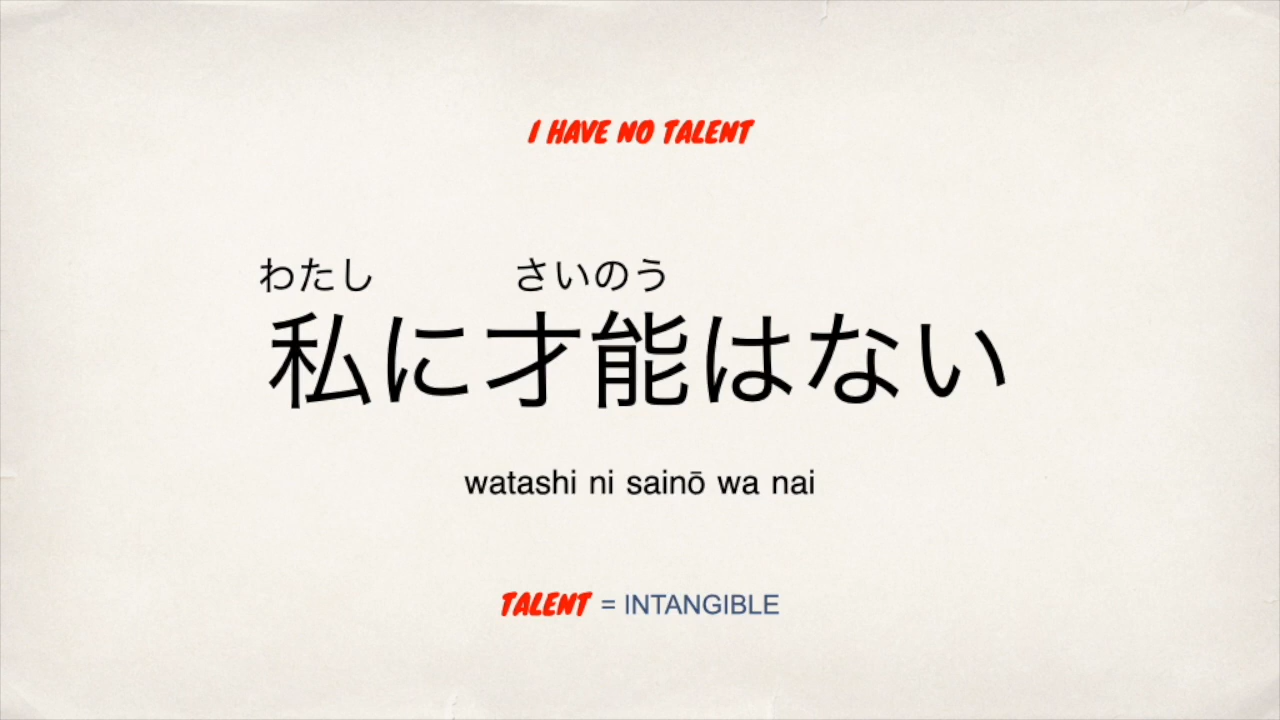 I HAVE NO TALENT
わたし さいのう
私に才能はない
watashi ni sainō wa nai
TALENT = INTANGIBLE